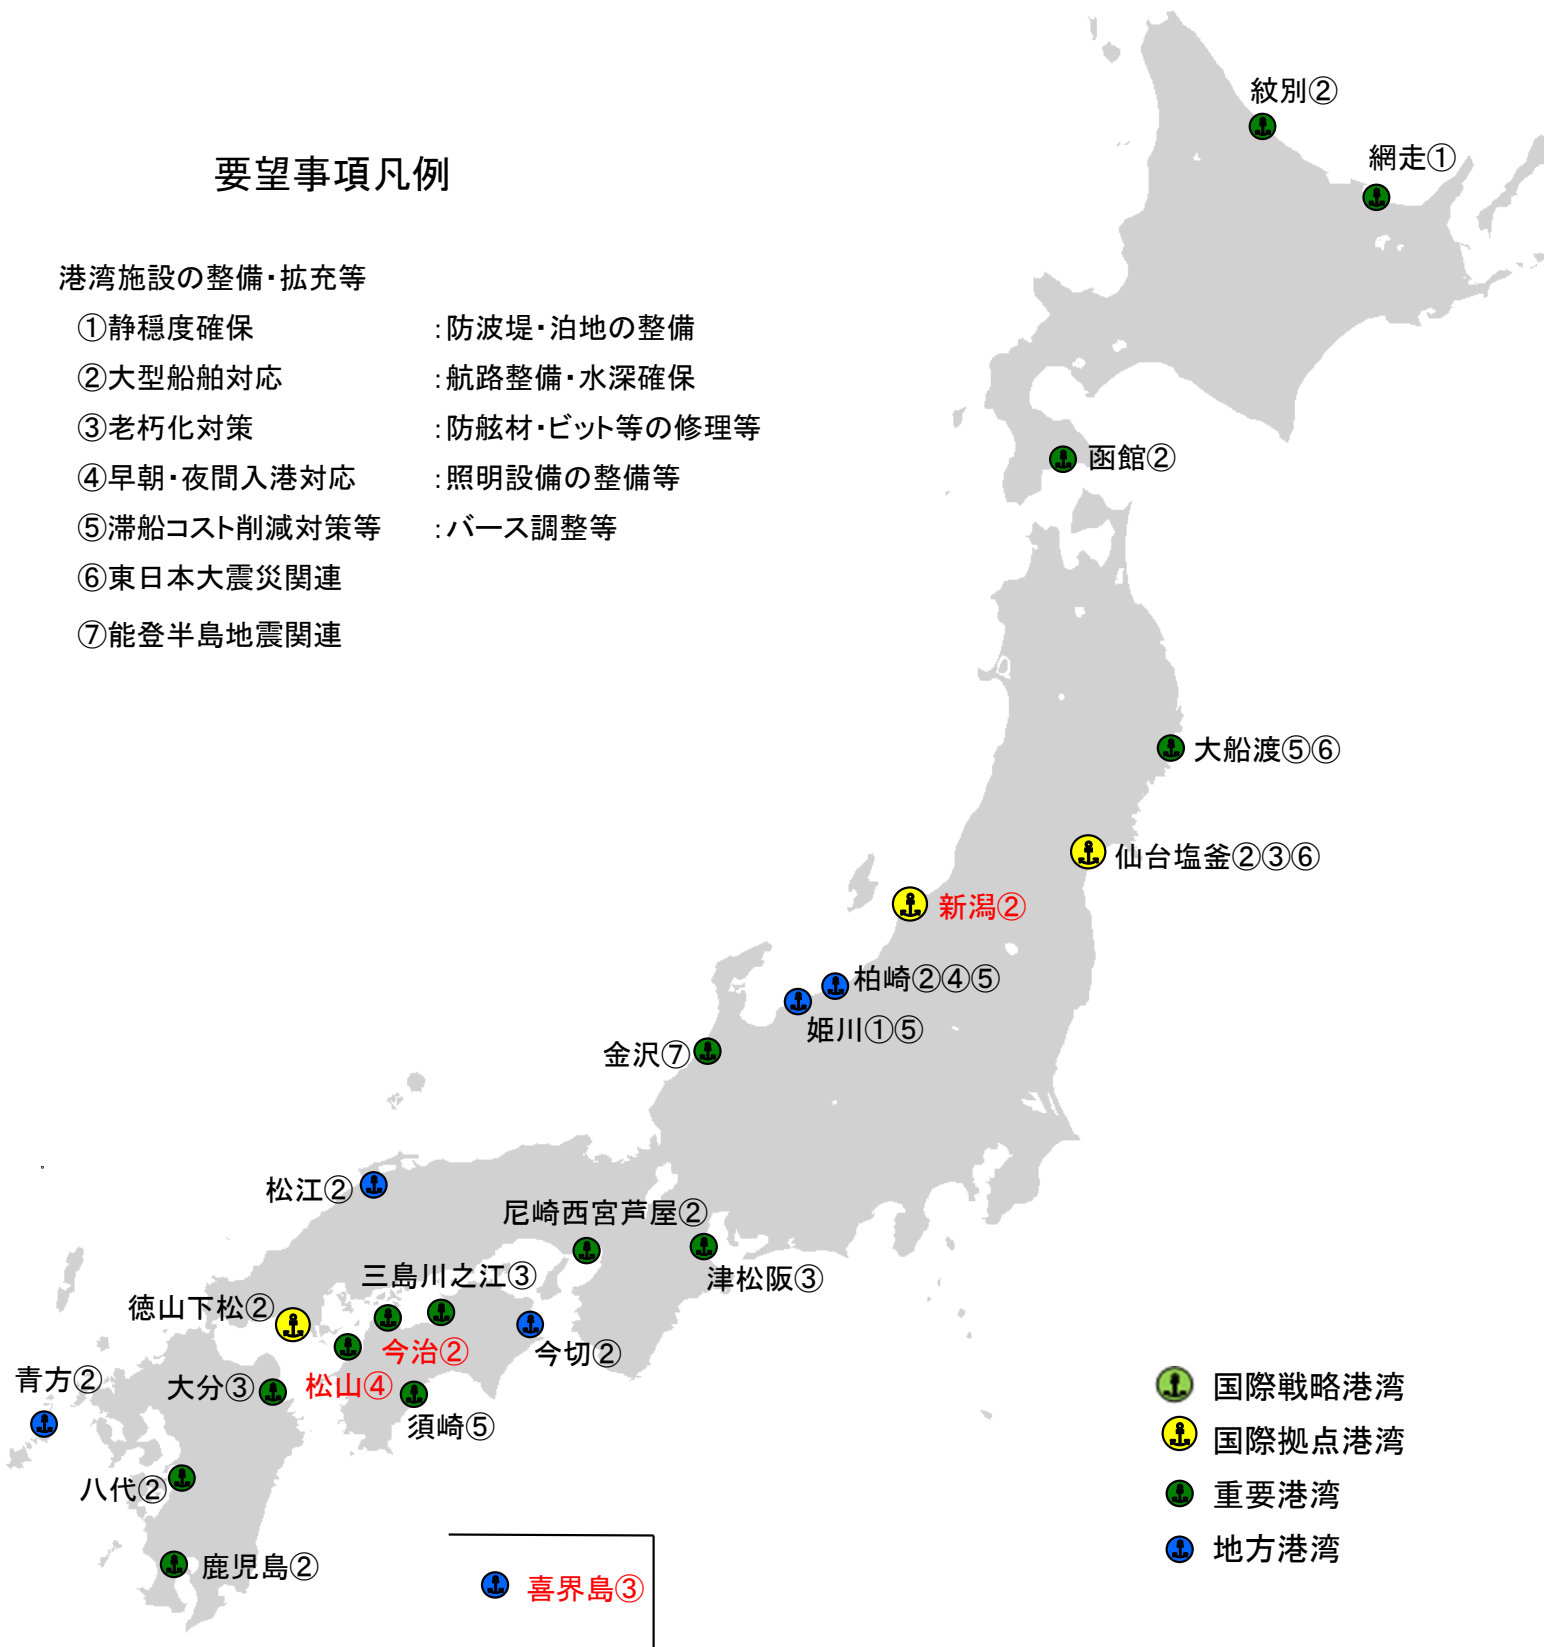 紋別②
網走①
要望事項凡例
港湾施設の整備・拡充等
①静穏度確保 :防波堤・泊地の整備
②大型船舶対応 :航路整備・水深確保
③老朽化対策 :防舷材・ビット等の修理等
④早朝・夜間入港対応 :照明設備の整備等
⑤滞船コスト削減対策等 :バース調整等
⑥東日本大震災関連
⑦能登半島地震関連
函館②
大船渡⑤⑥
仙台塩釜②③⑥
新潟②
柏崎②④⑤
姫川①⑤
金沢⑦
松江②
尼崎西宮芦屋②
三島川之江③
津松阪③
徳山下松②
今治②
今切②
青方②
大分③
松山④
須崎⑤
八代②
鹿児島②
喜界島③
国際戦略港湾
国際拠点港湾
重要港湾
地方港湾